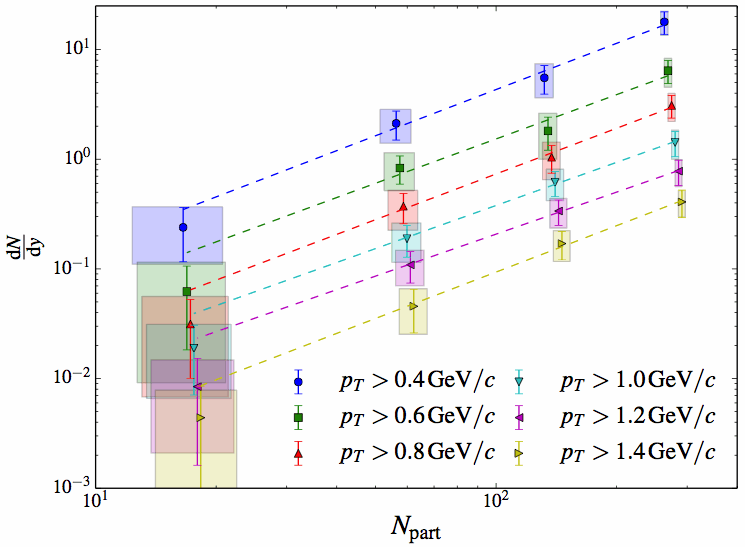 10¹
10⁰
10⁻¹
10⁻²
10⁻³
dN
dy
p_T > 0.4 GeV/c
p_T > 1.0 GeV/c
p_T > 0.6 GeV/c
p_T > 1.2 GeV/c
p_T > 0.8 GeV/c
p_T > 1.4 GeV/c
10¹
10²
N_part